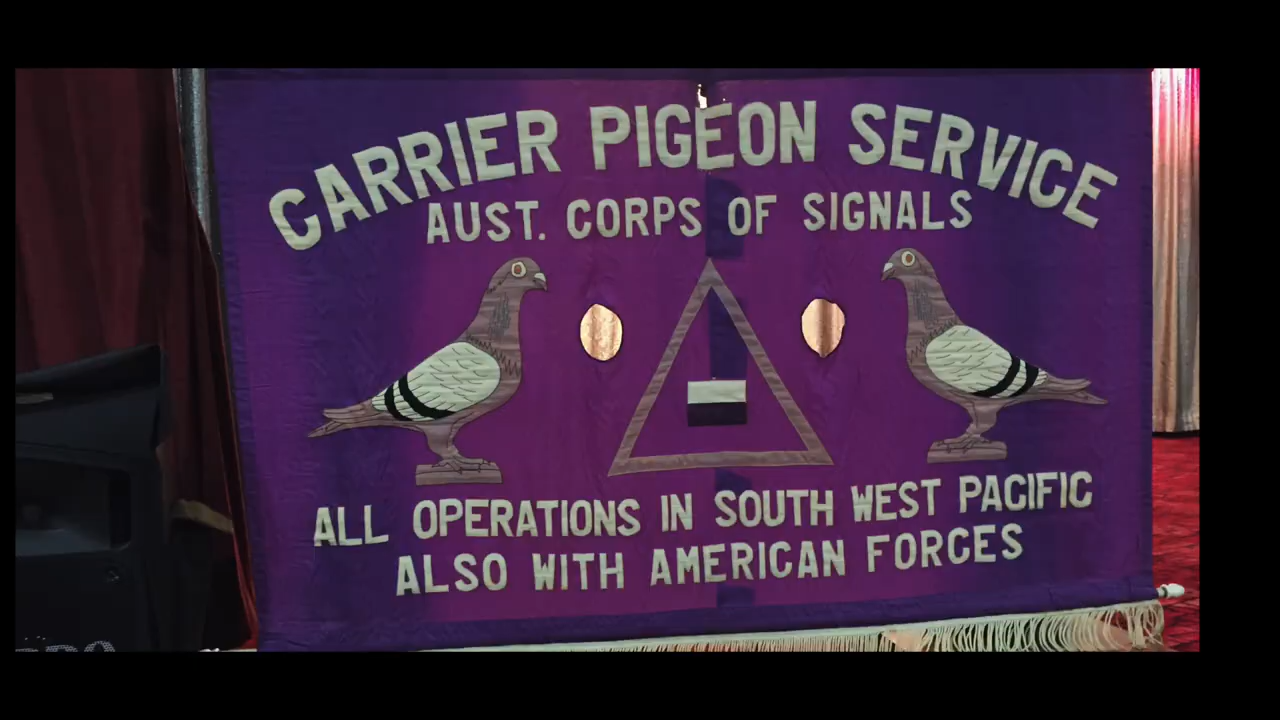 CARRIER PIGEON SERVICE
AUST. CORPS OF SIGNALS
ALL OPERATIONS IN SOUTH WEST PACIFIC
ALSO WITH AMERICAN FORCES